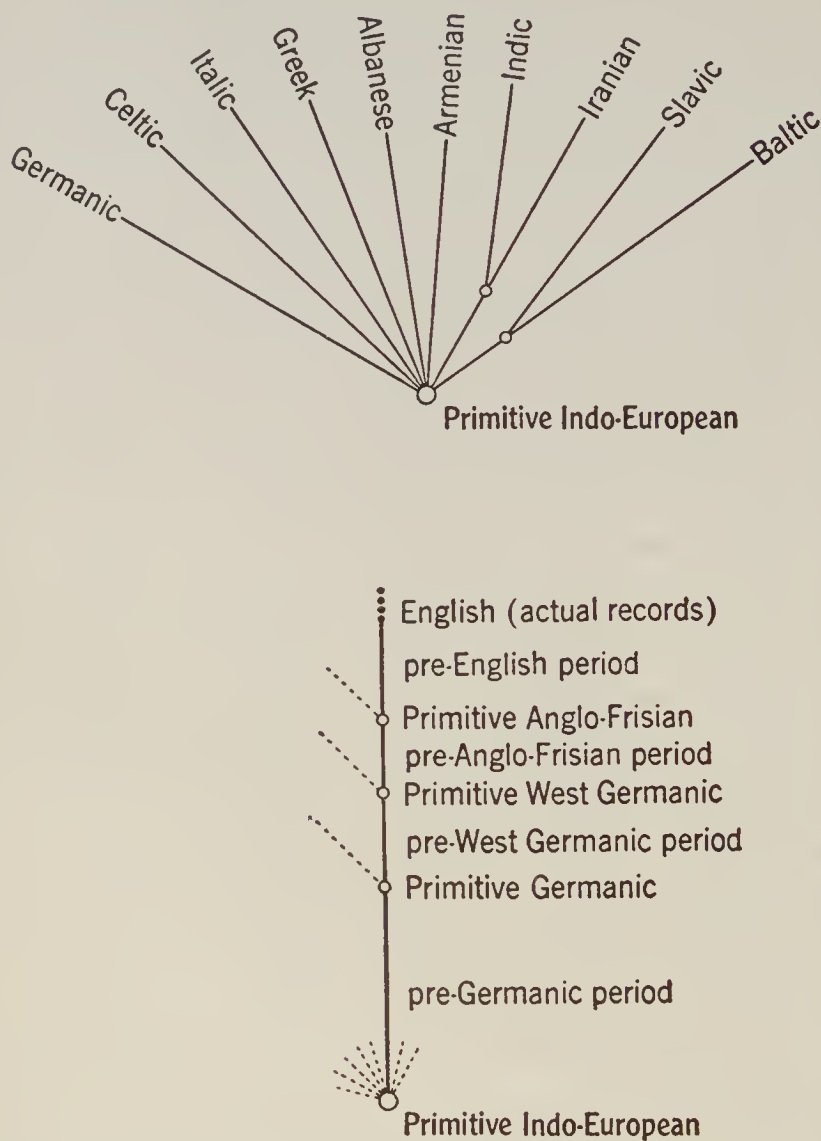 Germanic
Celtic
Italic
Greek
Albanese
Armenian
Indic
Iranian
Slavic
Baltic
Primitive Indo-European
English (actual records)
pre-English period
Primitive Anglo-Frisian
pre-Anglo-Frisian period
Primitive West Germanic
pre-West Germanic period
Primitive Germanic
pre-Germanic period
Primitive Indo-European